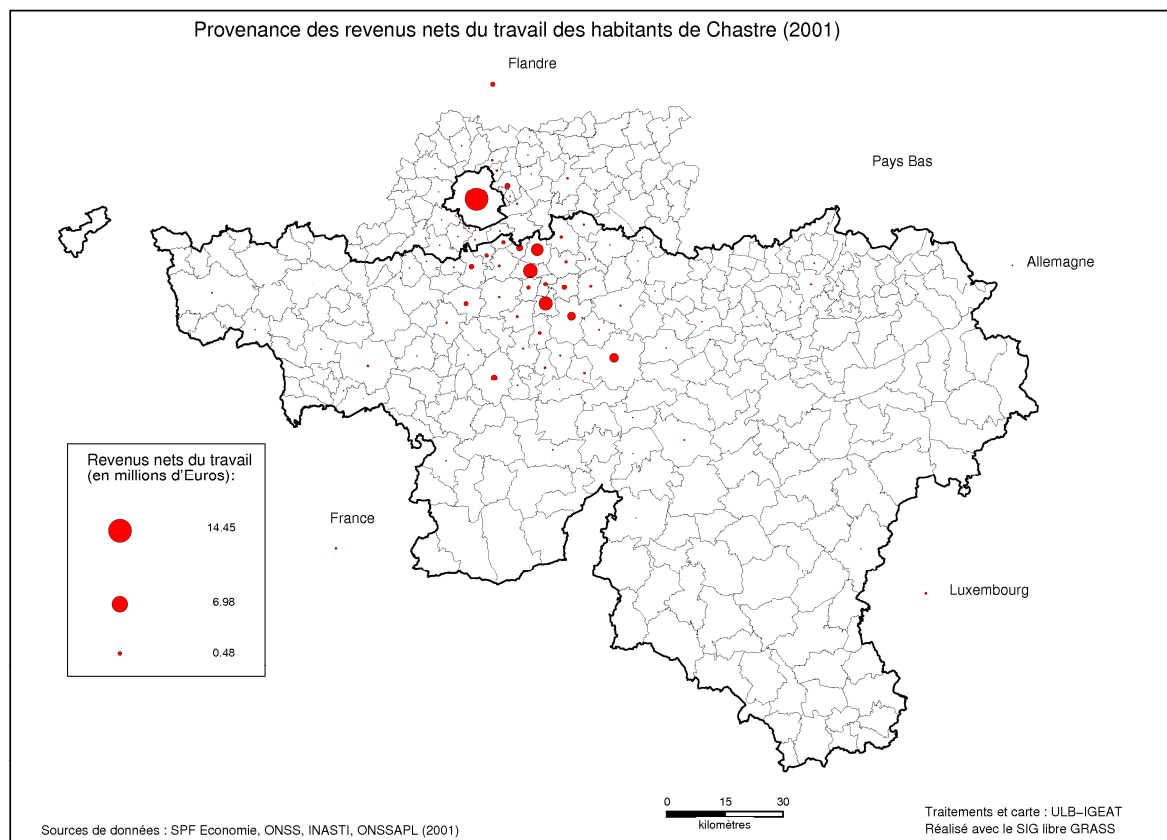 Provenance des revenus nets du travail des habitants de Chastre (2001)
Flandre
Pays Bas
Allemagne
Revenus nets du travail
(en millions d'Euros):
14.45
6.98
0.48
France
Luxembourg
0 15 30
kilomètres
Sources de données : SPF Economie, ONSS, INASTI, ONSSAPL (2001)
Traitements et carte : ULB-IGEAT
Réalisé avec le SIG libre GRASS